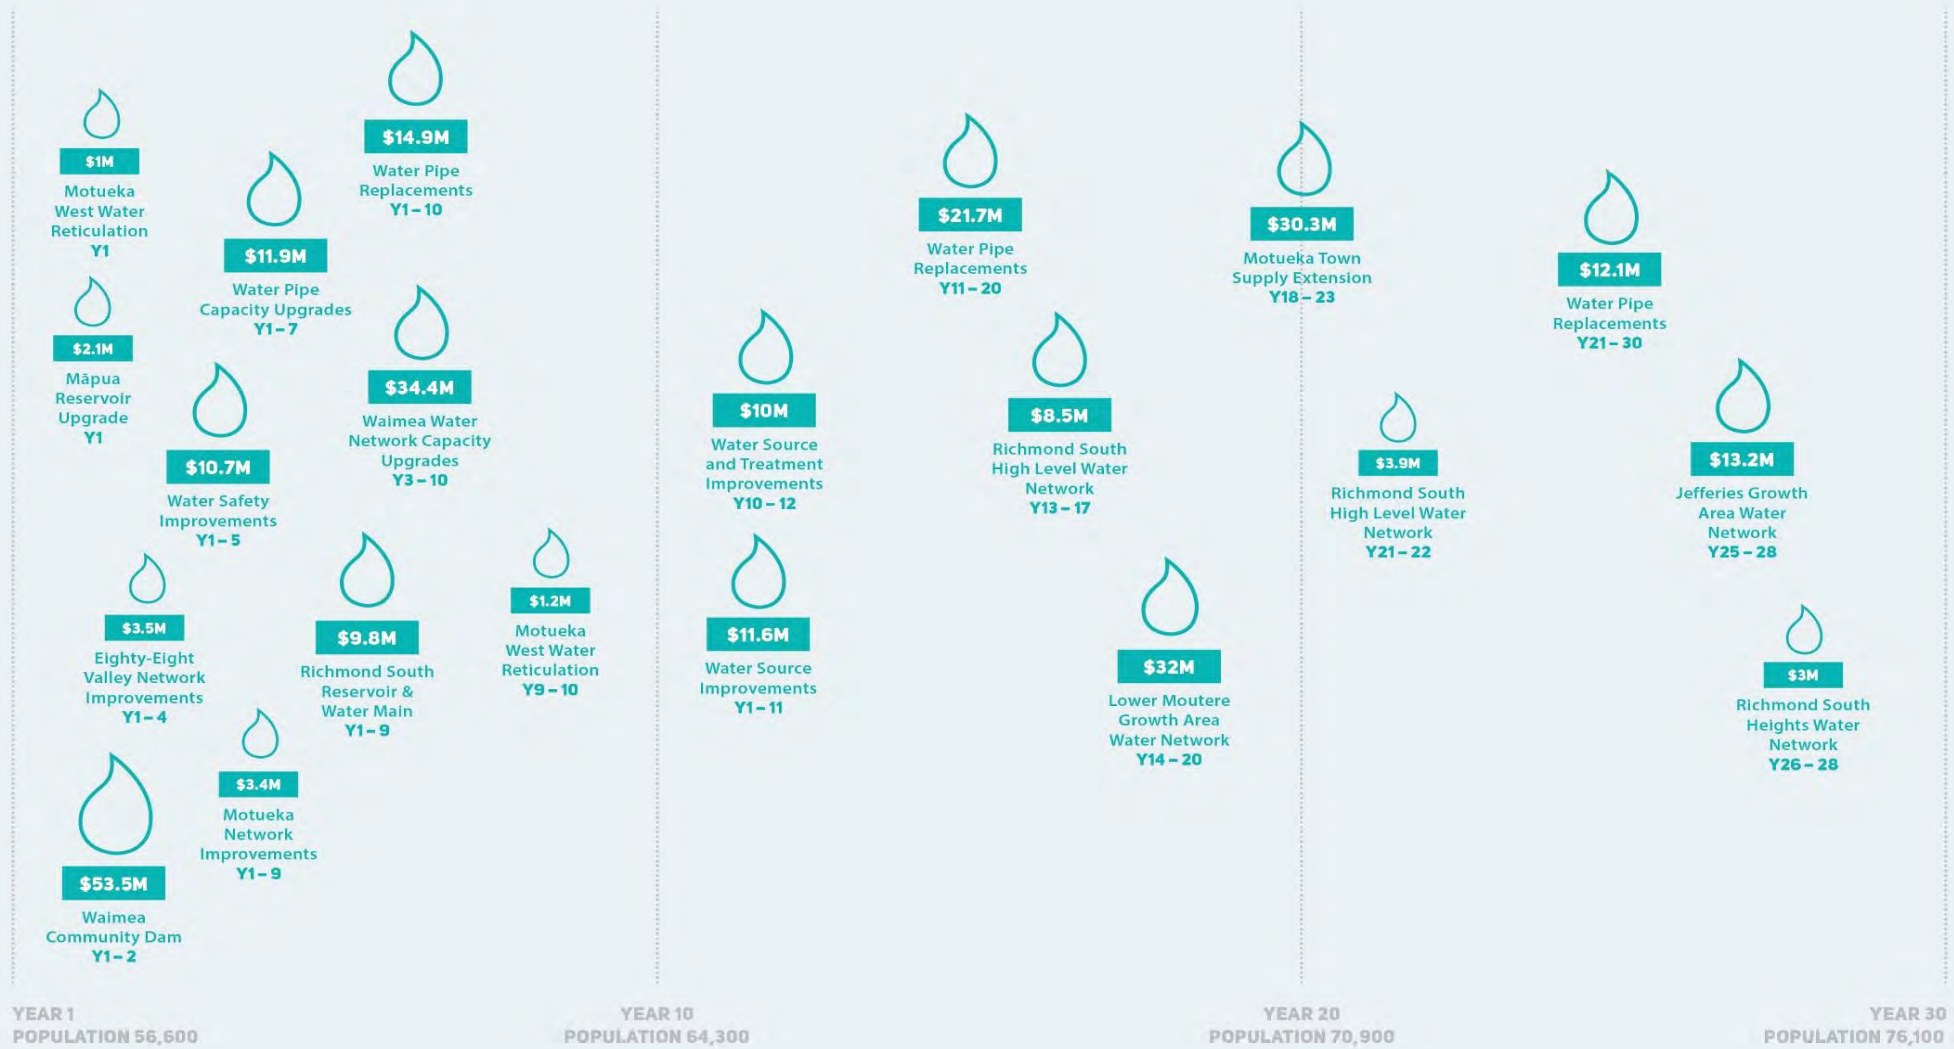 $1M
Motueka
West Water
Reticulation
Y1
$2.1M
Māpua
Reservoir
Upgrade
Y1
$11.9M
Water Pipe
Capacity Upgrades
Y1–7
$14.9M
Water Pipe
Replacements
Y1–10
$10.7M
Water Safety
Improvements
Y1–5
$34.4M
Waimea Water
Network Capacity
Upgrades
Y3–10
$3.5M
Eighty-Eight
Valley Network
Improvements
Y1–4
$9.8M
Richmond South
Reservoir &
Water Main
Y1–9
$1.2M
Motueka
West Water
Reticulation
Y9–10
$3.4M
Motueka
Network
Improvements
Y1–9
$53.5M
Waimea
Community Dam
Y1–2
$21.7M
Water Pipe
Replacements
Y11–20
$10M
Water Source
and Treatment
Improvements
Y10–12
$8.5M
Richmond South
High Level Water
Network
Y13–17
$11.6M
Water Source
Improvements
Y1–11
$32M
Lower Moutere
Growth Area
Water Network
Y14–20
$30.3M
Motueka Town
Supply Extension
Y18–23
$12.1M
Water Pipe
Replacements
Y21–30
$3.9M
Richmond South
High Level Water
Network
Y21–22
$13.2M
Jefferies Growth
Area Water
Network
Y25–28
$3M
Richmond South
Heights Water
Network
Y26–28
YEAR 1
POPULATION 56,600
YEAR 10
POPULATION 64,300
YEAR 20
POPULATION 70,900
YEAR 30
POPULATION 76,100